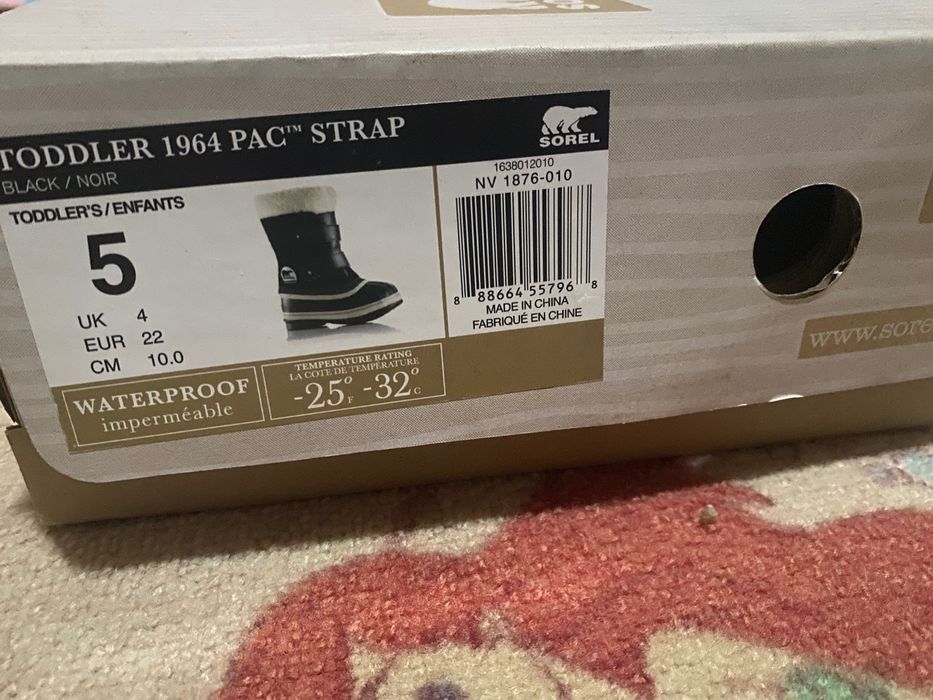 TODDLER 1964 PAC™ STRAP
BLACK / NOIR
TODDLER'S / ENFANTS
5
UK 4
EUR 22
CM 10.0
WATERPROOF
imperméable
TEMPERATURE RATING
LA COTE DE TEMPÉRATURE
-25°F -32°C
SOREL
1638012010
NV 1876-010
8 88664 55796 8
MADE IN CHINA
FABRIQUÉ EN CHINE
www.sore